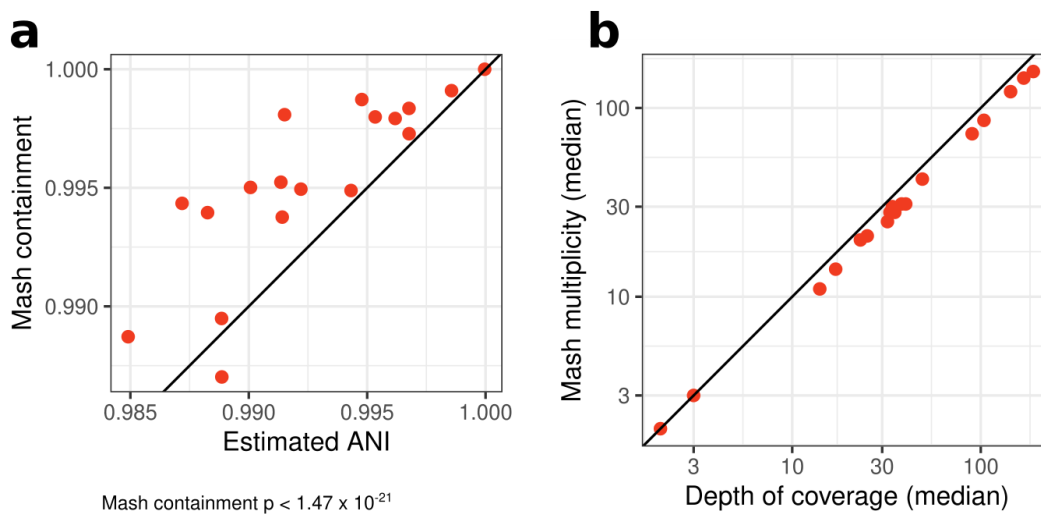 a
1.000
0.995
0.990
Mash containment
0.985
0.990
0.995
1.000
Estimated ANI
Mash containment p < 1.47 x 10⁻²¹
b
100
30
10
3
Mash multiplicity (median)
3
10
30
100
Depth of coverage (median)